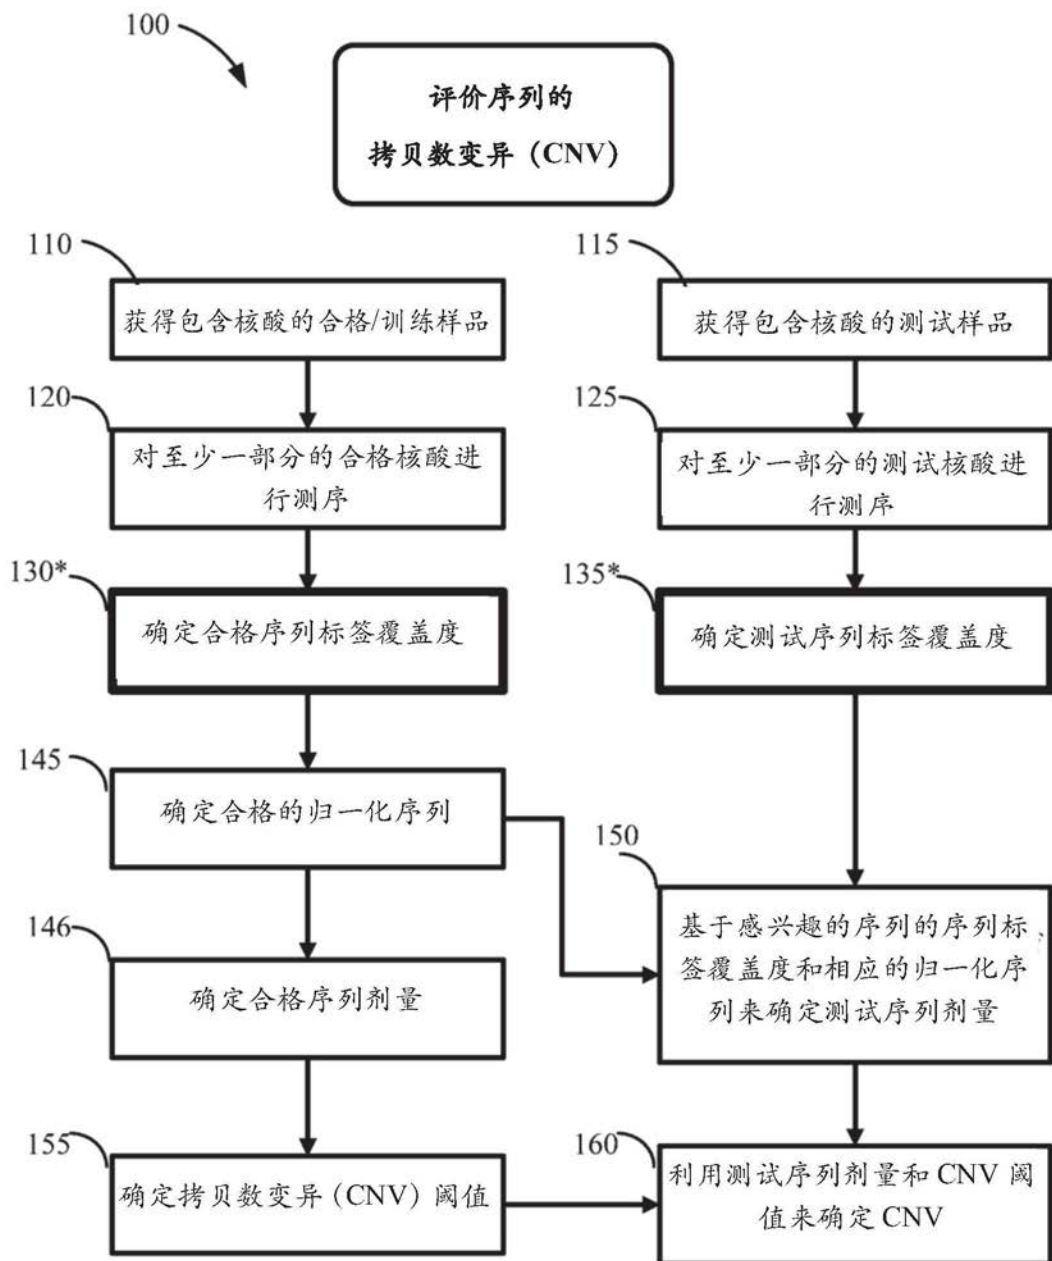 100
评价序列的
拷贝数变异（CNV）
110
获得包含核酸的合格/训练样品
115
获得包含核酸的测试样品
120
对至少一部分的合格核酸进
行测序
125
对至少一部分的测试核酸进
行测序
130*
确定合格序列标签覆盖度
135*
确定测试序列标签覆盖度
145
确定合格的归一化序列
150
基于感兴趣的序列的序列标
签覆盖度和相应的归一化序
列来确定测试序列剂量
146
确定合格序列剂量
155
确定拷贝数变异（CNV）阈值
160
利用测试序列剂量和 CNV 阈
值来确定 CNV